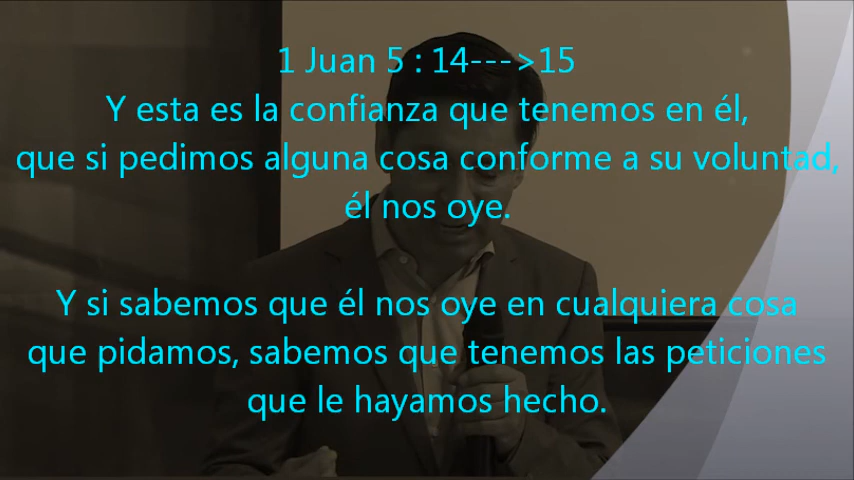 1 Juan 5 : 14--->15
Y esta es la confianza que tenemos en él,
que si pedimos alguna cosa conforme a su voluntad,
él nos oye.
Y si sabemos que él nos oye en cualquiera cosa
que pidamos, sabemos que tenemos las peticiones
que le hayamos hecho.